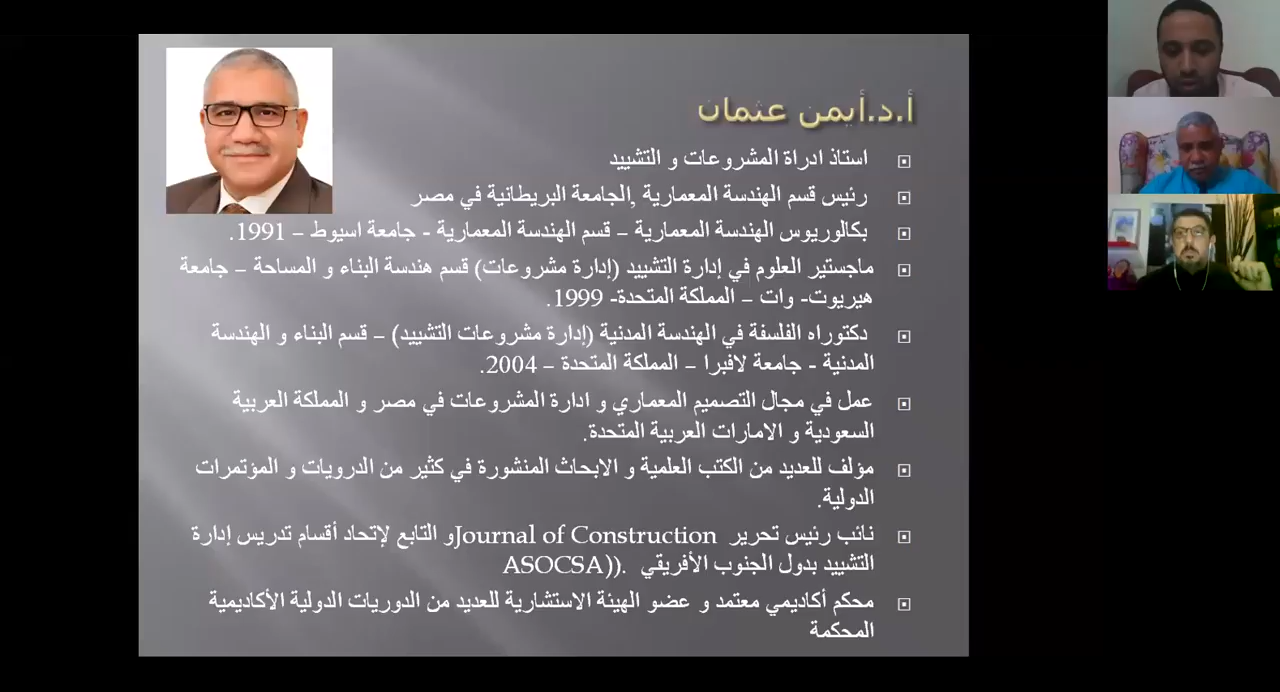 أ.د.أيمن عثمان
استاذ ادراة المشروعات و التشييد
رئيس قسم الهندسة المعمارية ,الجامعة البريطانية في مصر
بكالوريوس الهندسة المعمارية – قسم الهندسة المعمارية - جامعة اسيوط – 1991.
ماجستير العلوم في إدارة التشييد (إدارة مشروعات) قسم هندسة البناء و المساحة – جامعة
هيريوت- وات – المملكة المتحدة- 1999.
دكتوراه الفلسفة في الهندسة المدنية (إدارة مشروعات التشييد) – قسم البناء و الهندسة
المدنية - جامعة لافبرا – المملكة المتحدة – 2004.
عمل في مجال التصميم المعماري و ادارة المشروعات في مصر و المملكة العربية
السعودية و الامارات العربية المتحدة.
مؤلف للعديد من الكتب العلمية و الابحاث المنشورة في كثير من الدرويات و المؤتمرات
الدولية.
نائب رئيس تحرير Journal of Constructionو التابع لإتحاد أقسام تدريس إدارة
التشييد بدول الجنوب الأفريقي .((ASOCSA
محكم أكاديمي معتمد و عضو الهيئة الاستشارية للعديد من الدوريات الدولية الأكاديمية
المحكمة